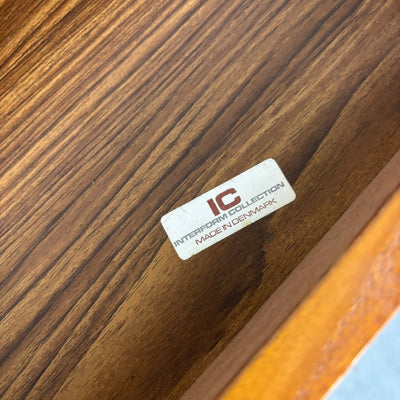 IC
INTERFORM COLLECTION
MADE IN DENMARK